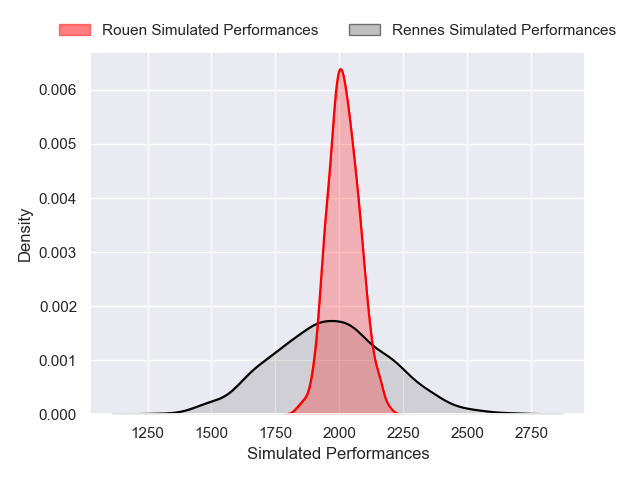 Rouen Simulated Performances Rennes Simulated Performances
0.006
0.005
0.004
0.003
0.002
0.001
0.000
Density
1250 1500 1750 2000 2250 2500 2750
Simulated Performances